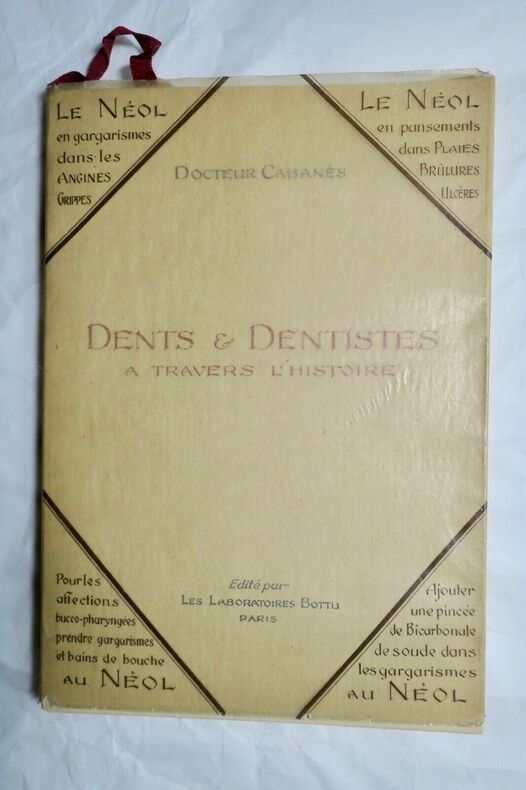 Le Néol
en gargarismes
dans les
Angines
Grippes
Le Néol
en pansements
dans Plaies
Brûlures
Ulcères
Docteur Cabanès
Dents & Dentistes
a travers l'histoire
Edité par
Les Laboratoires Bottu
Paris
Pour les
affections
bucco-pharyngées
prendre gargarismes
et bains de bouche
au Néol
Ajouter
une pincée
de Bicarbonate
de soude dans
les gargarismes
au Néol